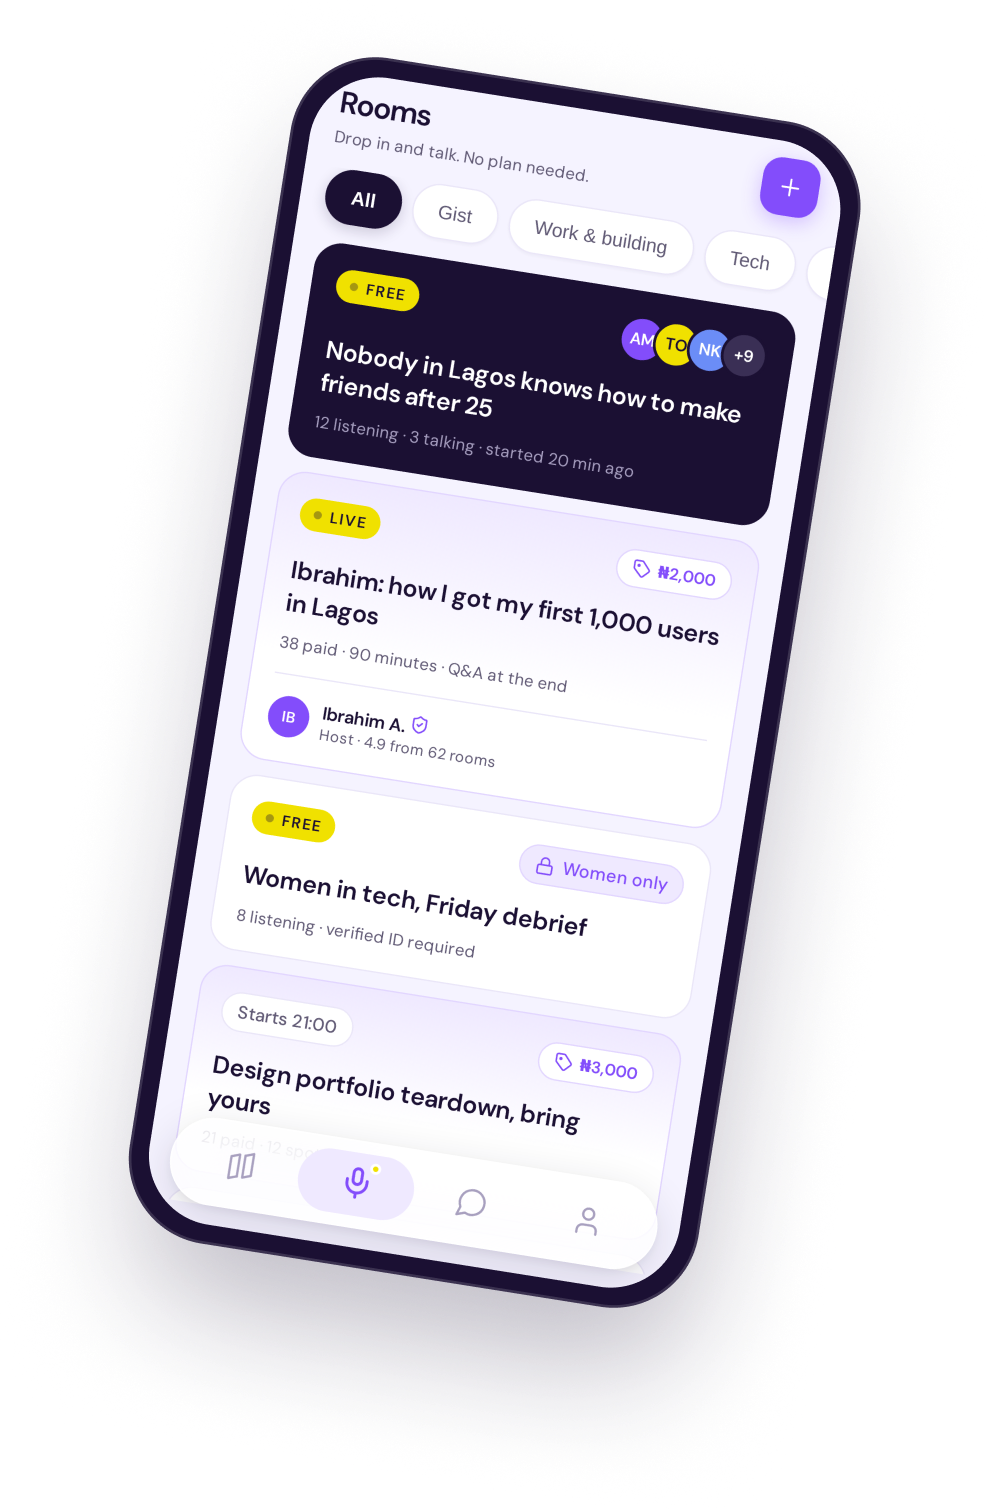 Rooms
Drop in and talk. No plan needed.
All
Gist
Work & building
Tech
FREE
AM
TO
NK
+9
Nobody in Lagos knows how to make
friends after 25
12 listening · 3 talking · started 20 min ago
LIVE
₦2,000
Ibrahim: how I got my first 1,000 users
in Lagos
38 paid · 90 minutes · Q&A at the end
IB
Ibrahim A.
Host · 4.9 from 62 rooms
FREE
Women only
Women in tech, Friday debrief
8 listening · verified ID required
Starts 21:00
₦3,000
Design portfolio teardown, bring
yours
21 paid · 12